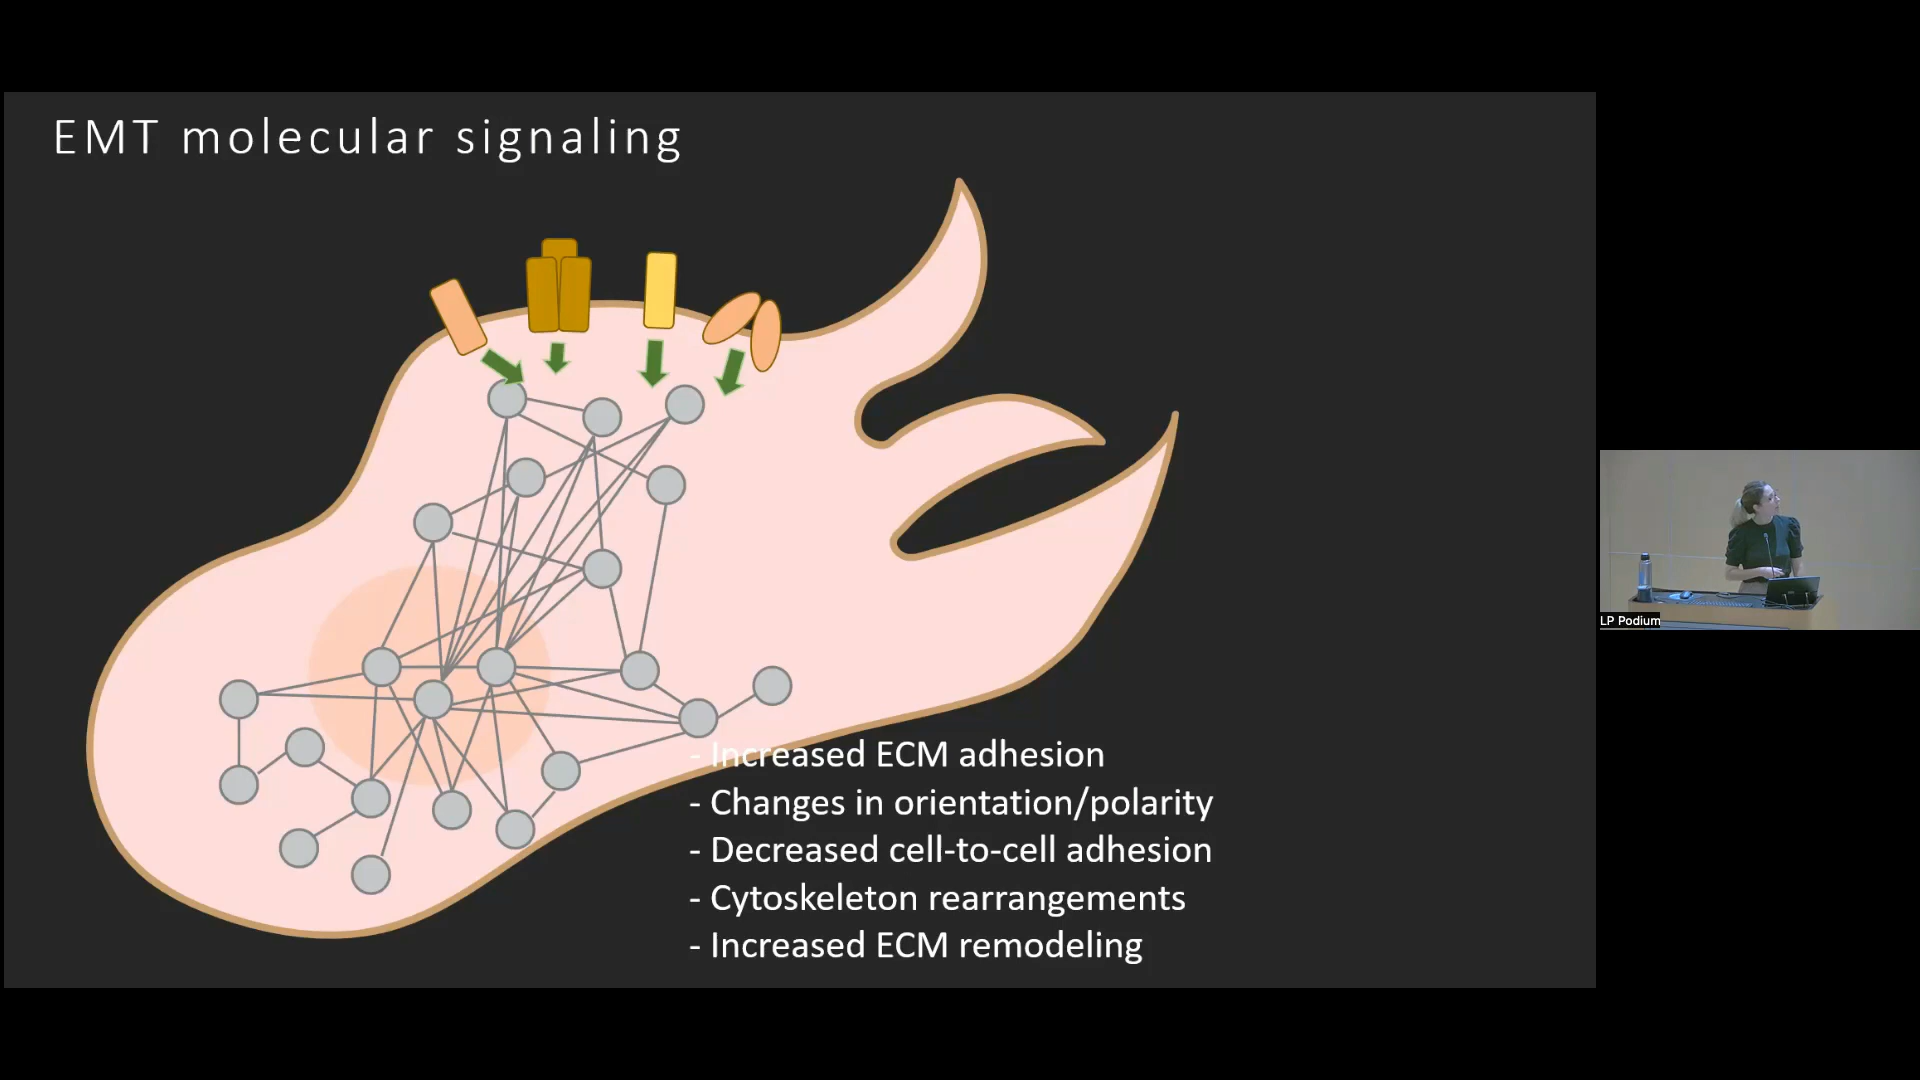 EMT molecular signaling
- Increased ECM adhesion
- Changes in orientation/polarity
- Decreased cell-to-cell adhesion
- Cytoskeleton rearrangements
- Increased ECM remodeling
LP Podium